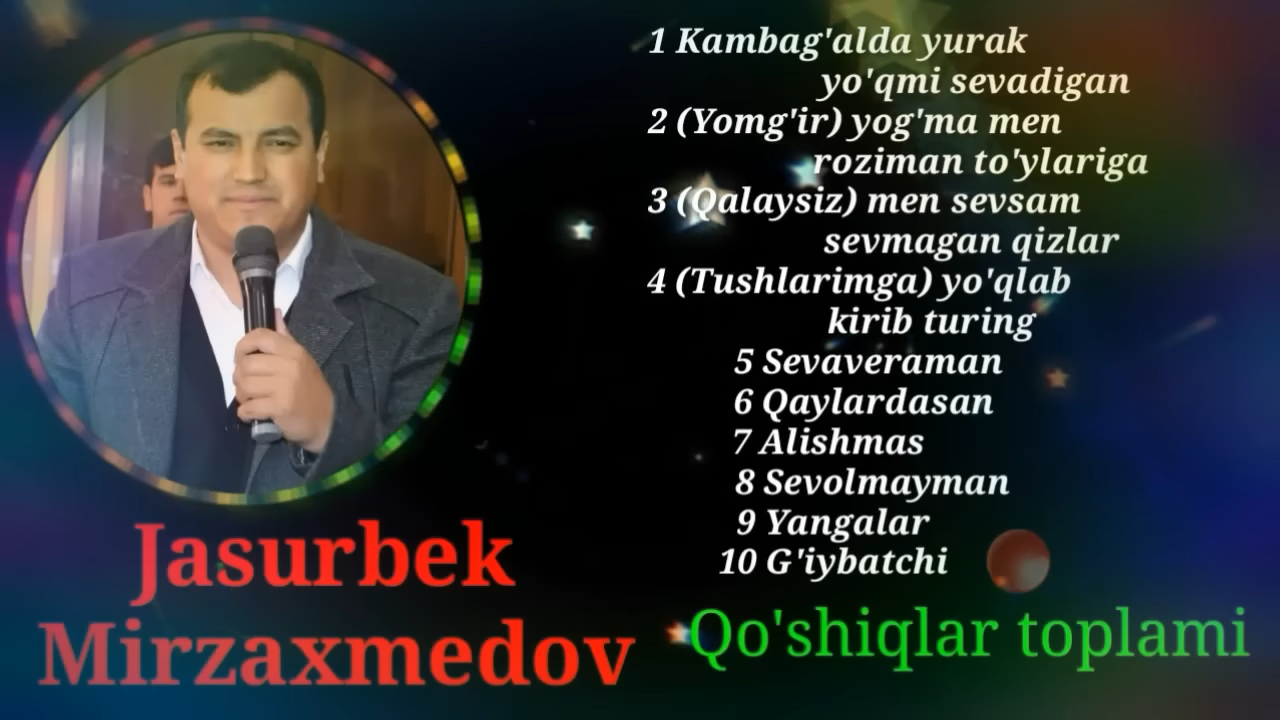 1 Kambag'alda yurak
yo'qmi sevadigan
2 (Yomg'ir) yog'ma men
roziman to'ylariga
3 (Qalaysiz) men sevsam
sevmagan qizlar
4 (Tushlarimga) yo'qlab
kirib turing
5 Sevaveraman
6 Qaylardasan
7 Alishmas
8 Sevolmayman
9 Yangalar
10 G'iybatchi
Jasurbek
Mirzaxmedov
Qo'shiqlar toplami